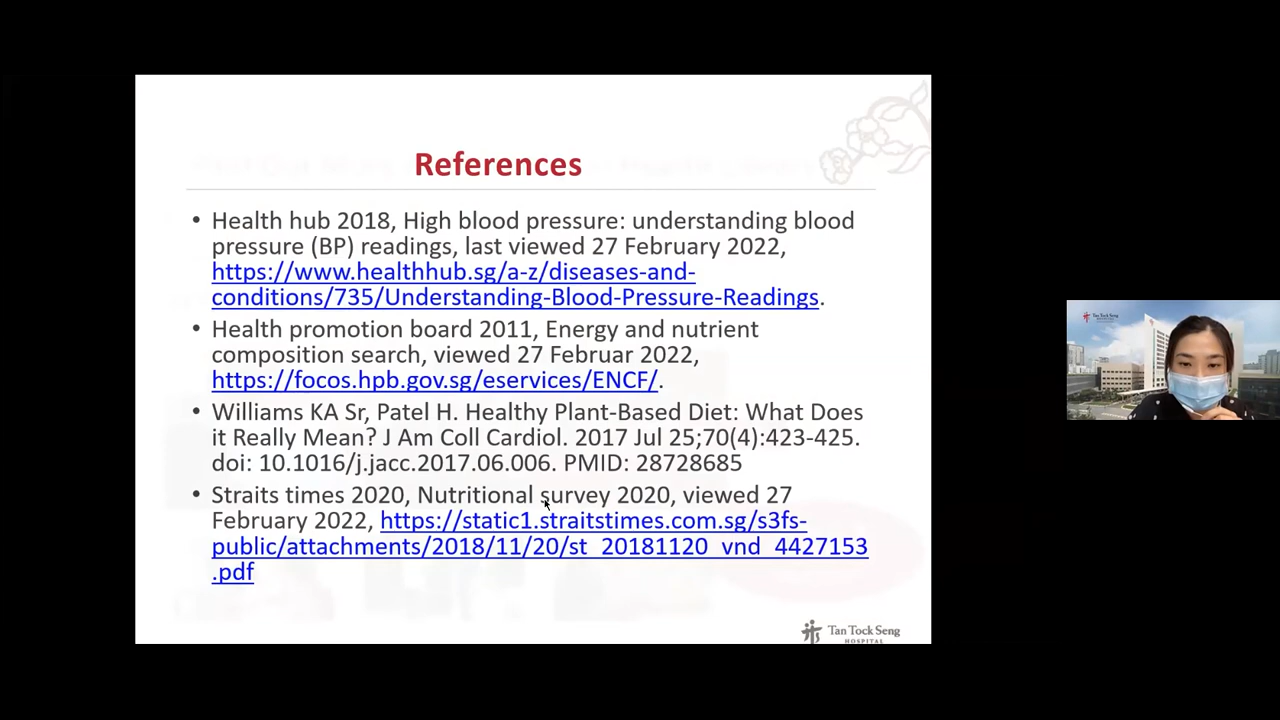 References
• Health hub 2018, High blood pressure: understanding blood
pressure (BP) readings, last viewed 27 February 2022,
https://www.healthhub.sg/a-z/diseases-and-
conditions/735/Understanding-Blood-Pressure-Readings.
• Health promotion board 2011, Energy and nutrient
composition search, viewed 27 Februar 2022,
https://focos.hpb.gov.sg/eservices/ENCF/.
• Williams KA Sr, Patel H. Healthy Plant-Based Diet: What Does
it Really Mean? J Am Coll Cardiol. 2017 Jul 25;70(4):423-425.
doi: 10.1016/j.jacc.2017.06.006. PMID: 28728685
• Straits times 2020, Nutritional survey 2020, viewed 27
February 2022, https://static1.straitstimes.com.sg/s3fs-
public/attachments/2018/11/20/st_20181120_vnd_4427153
.pdf
Tan Tock Seng
HOSPITAL
Tan Tock Seng
HOSPITAL